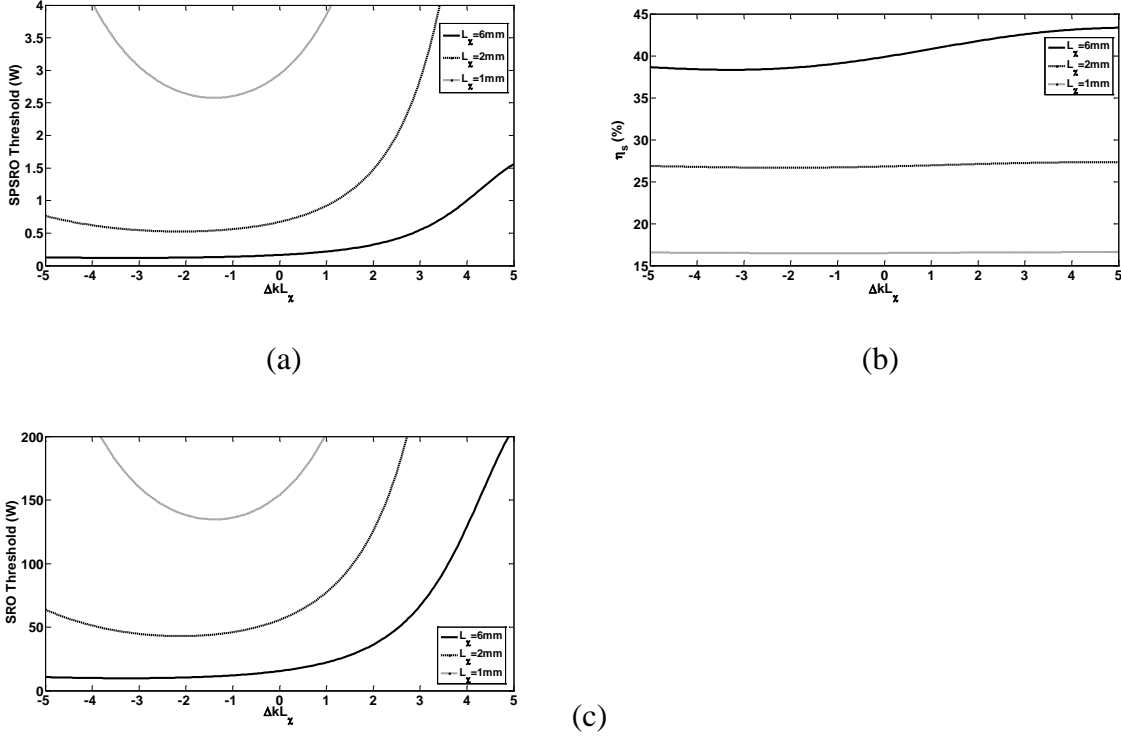 4
3.5
3
2.5
2
1.5
1
0.5
0
SPSRO Threshold (W)
L_χ=6mm
L_χ=2mm
L_χ=1mm
-5 -4 -3 -2 -1 0 1 2 3 4 5
ΔkL_χ
(a)
45
40
35
30
25
20
15
η_s (%)
L_χ=6mm
L_χ=2mm
L_χ=1mm
-5 -4 -3 -2 -1 0 1 2 3 4 5
ΔkL_χ
(b)
200
150
100
50
0
SRO Threshold (W)
L_χ=6mm
L_χ=2mm
L_χ=1mm
-5 -4 -3 -2 -1 0 1 2 3 4 5
ΔkL_χ
(c)